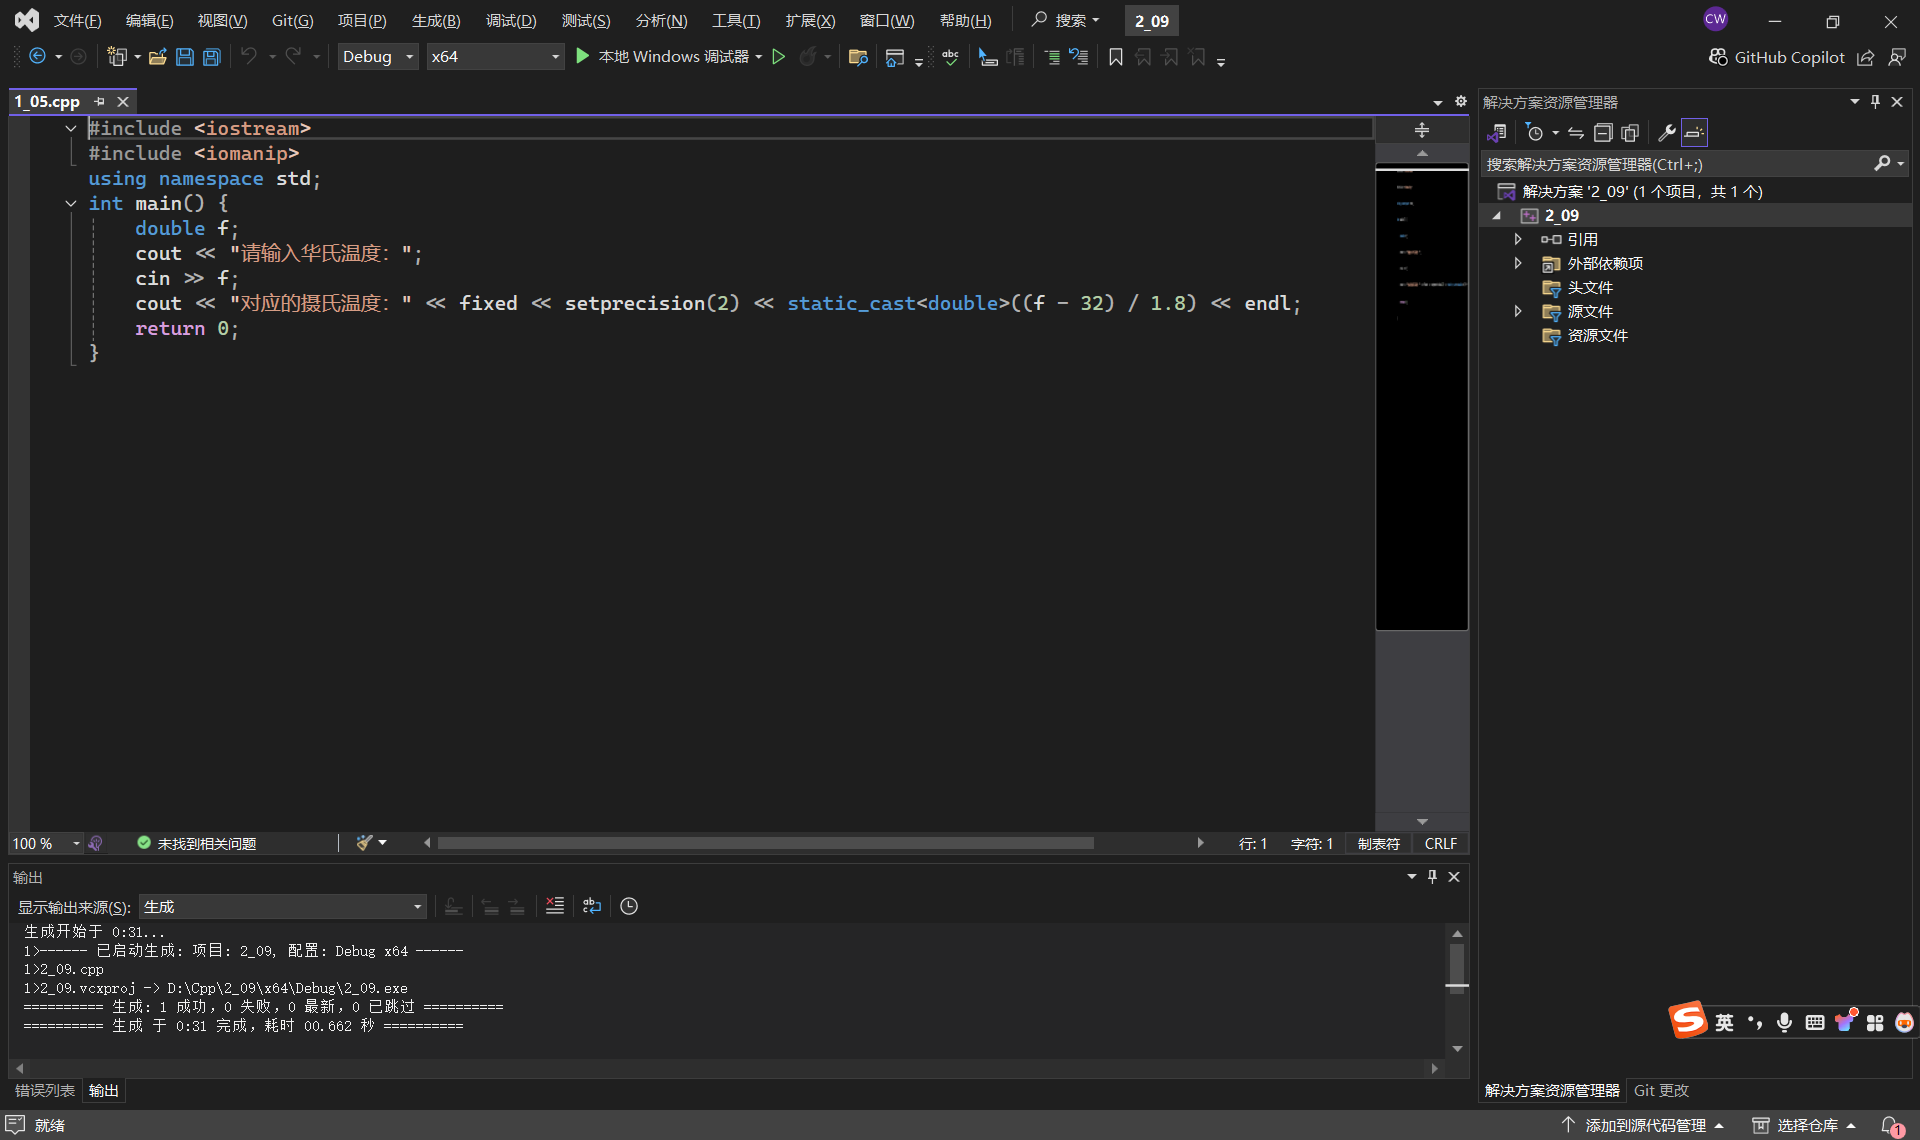 文件(F) 编辑(E) 视图(V) Git(G) 项目(P) 生成(B) 调试(D) 测试(S) 分析(N) 工具(T) 扩展(X) 窗口(W) 帮助(H) 搜索 2_09 CW
Debug x64 本地 Windows 调试器 abc GitHub Copilot
1_05.cpp
#include <iostream>
#include <iomanip>
using namespace std;
int main() {
    double f;
    cout << "请输入华氏温度：";
    cin >> f;
    cout << "对应的摄氏温度：" << fixed << setprecision(2) << static_cast<double>((f - 32) / 1.8) << endl;
    return 0;
}
100 % 未找到相关问题 行: 1 字符: 1 制表符 CRLF
输出
显示输出来源(S): 生成
生成开始于 0:31...
1>------ 已启动生成: 项目: 2_09, 配置: Debug x64 ------
1>2_09.cpp
1>2_09.vcxproj -> D:\Cpp\2_09\x64\Debug\2_09.exe
========== 生成: 1 成功，0 失败，0 最新，0 已跳过 ==========
========== 生成 于 0:31 完成，耗时 00.662 秒 ==========
错误列表 输出
解决方案资源管理器
搜索解决方案资源管理器(Ctrl+;)
解决方案 '2_09' (1 个项目，共 1 个)
2_09
引用
外部依赖项
头文件
源文件
资源文件
英
解决方案资源管理器 Git 更改
就绪 添加到源代码管理 选择仓库 1